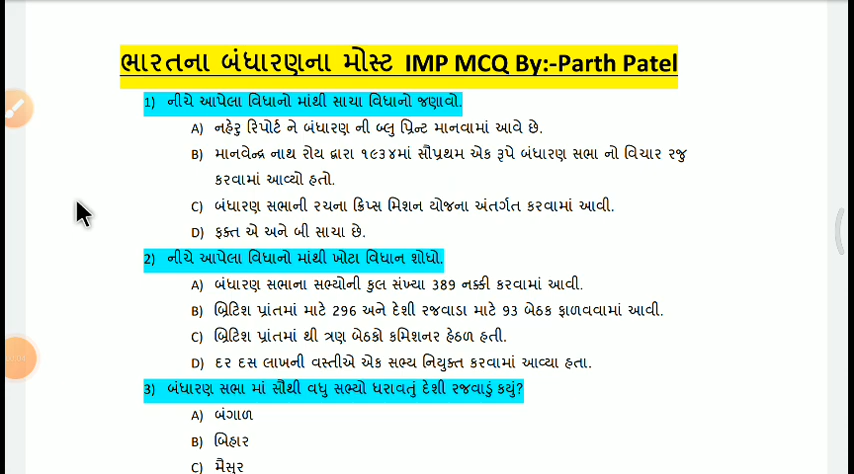 ભારતના બંધારણના મોસ્ટ IMP MCQ By:-Parth Patel
1) નીચે આપેલા વિધાનો માંથી સાચા વિધાનો જણાવો.
A) નહેરુ રિપોર્ટ ને બંધારણ ની બ્લુ પ્રિન્ટ માનવામાં આવે છે.
B) માનવેન્દ્ર નાથ રોય દ્વારા ૧૯૩૪માં સૌપ્રથમ એક રૂપે બંધારણ સભા નો વિચાર રજુ
કરવામાં આવ્યો હતો.
C) બંધારણ સભાની રચના ક્રિપ્સ મિશન યોજના અંતર્ગત કરવામાં આવી.
D) ફક્ત એ અને બી સાચા છે.
2) નીચે આપેલા વિધાનો માંથી ખોટા વિધાન શોધો.
A) બંધારણ સભાના સભ્યોની કુલ સંખ્યા 389 નક્કી કરવામાં આવી.
B) બ્રિટિશ પ્રાંતમાં માટે 296 અને દેશી રજવાડા માટે 93 બેઠક ફાળવવામાં આવી.
C) બ્રિટિશ પ્રાંતમાં થી ત્રણ બેઠકો કમિશનર હેઠળ હતી.
D) દર દસ લાખની વસ્તીએ એક સભ્ય નિયુક્ત કરવામાં આવ્યા હતા.
3) બંધારણ સભા માં સૌથી વધુ સભ્યો ધરાવતું દેશી રજવાડું કયું?
A) બંગાળ
B) બિહાર
C) મૈસુર